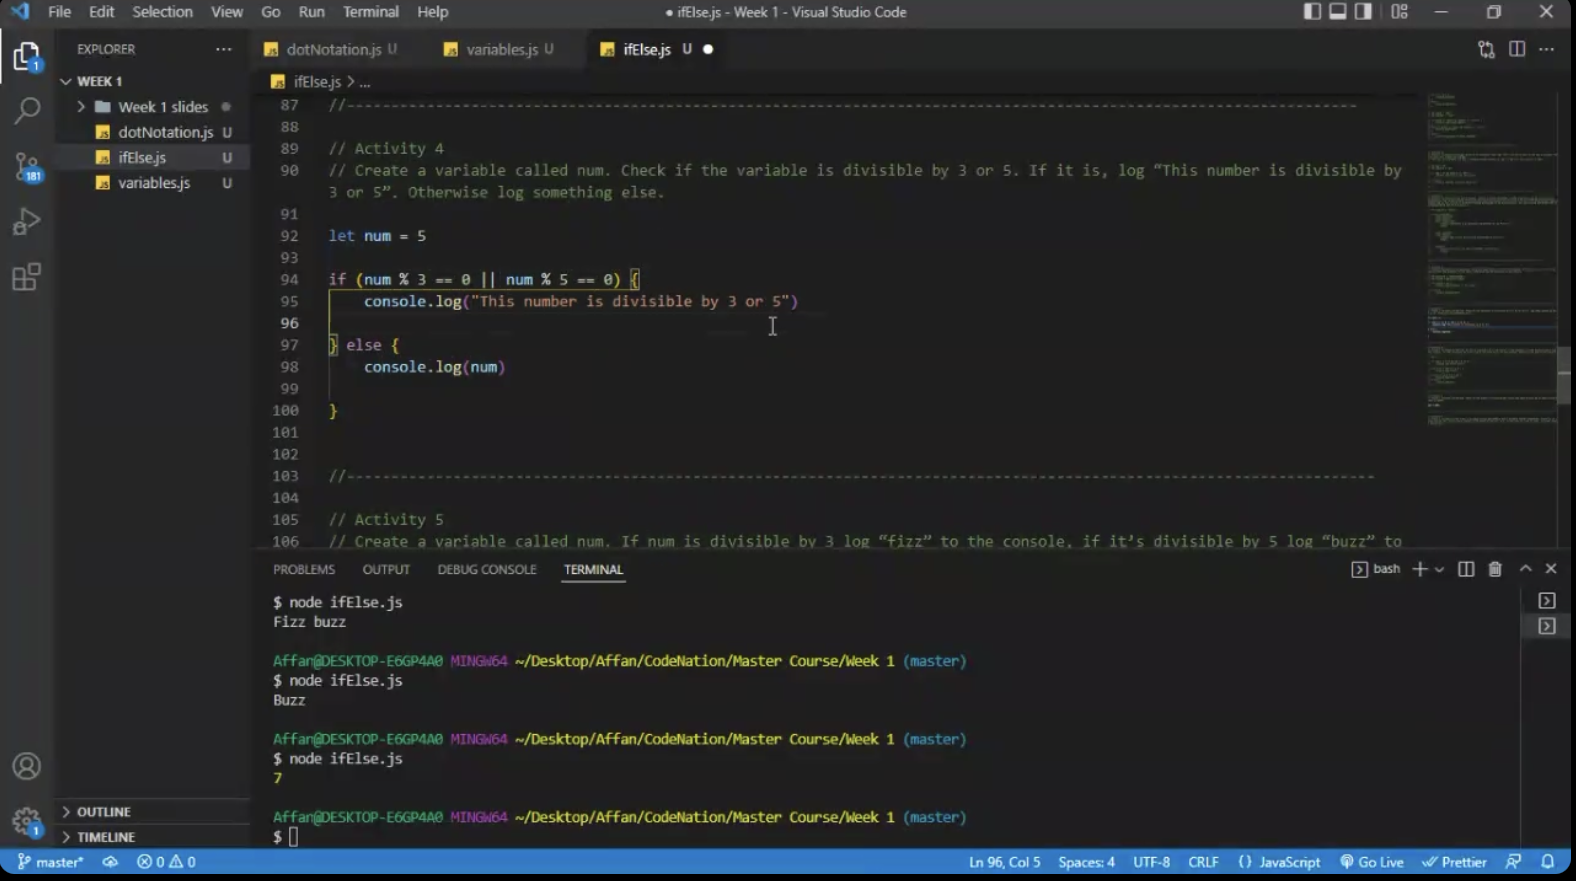 File Edit Selection View Go Run Terminal Help
● ifElse.js - Week 1 - Visual Studio Code
EXPLORER ···
dotNotation.js U
variables.js U
ifElse.js U ●
1
WEEK 1
Week 1 slides
dotNotation.js U
ifElse.js U
variables.js U
181
ifElse.js > ...
87 //------------------------------------------------------------------------------------------------------------------
88
89 // Activity 4
90 // Create a variable called num. Check if the variable is divisible by 3 or 5. If it is, log “This number is divisible by
3 or 5”. Otherwise log something else.
91
92 let num = 5
93
94 if (num % 3 == 0 || num % 5 == 0) {
95 console.log("This number is divisible by 3 or 5")
96
97 } else {
98 console.log(num)
99
100 }
101
102
103 //--------------------------------------------------------------------------------------------------------------------
104
105 // Activity 5
106 // Create a variable called num. If num is divisible by 3 log “fizz” to the console, if it’s divisible by 5 log “buzz” to
PROBLEMS OUTPUT DEBUG CONSOLE TERMINAL
bash
$ node ifElse.js
Fizz buzz
Affan@DESKTOP-E6GP4A0 MINGW64 ~/Desktop/Affan/CodeNation/Master Course/Week 1 (master)
$ node ifElse.js
Buzz
Affan@DESKTOP-E6GP4A0 MINGW64 ~/Desktop/Affan/CodeNation/Master Course/Week 1 (master)
$ node ifElse.js
7
Affan@DESKTOP-E6GP4A0 MINGW64 ~/Desktop/Affan/CodeNation/Master Course/Week 1 (master)
$
OUTLINE
TIMELINE
1
master* 0 0
Ln 96, Col 5 Spaces: 4 UTF-8 CRLF {} JavaScript Go Live Prettier